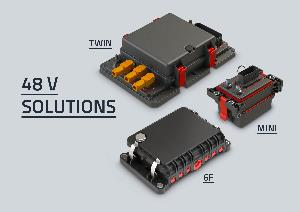 TWIN
48 V
SOLUTIONS
MINI
6F